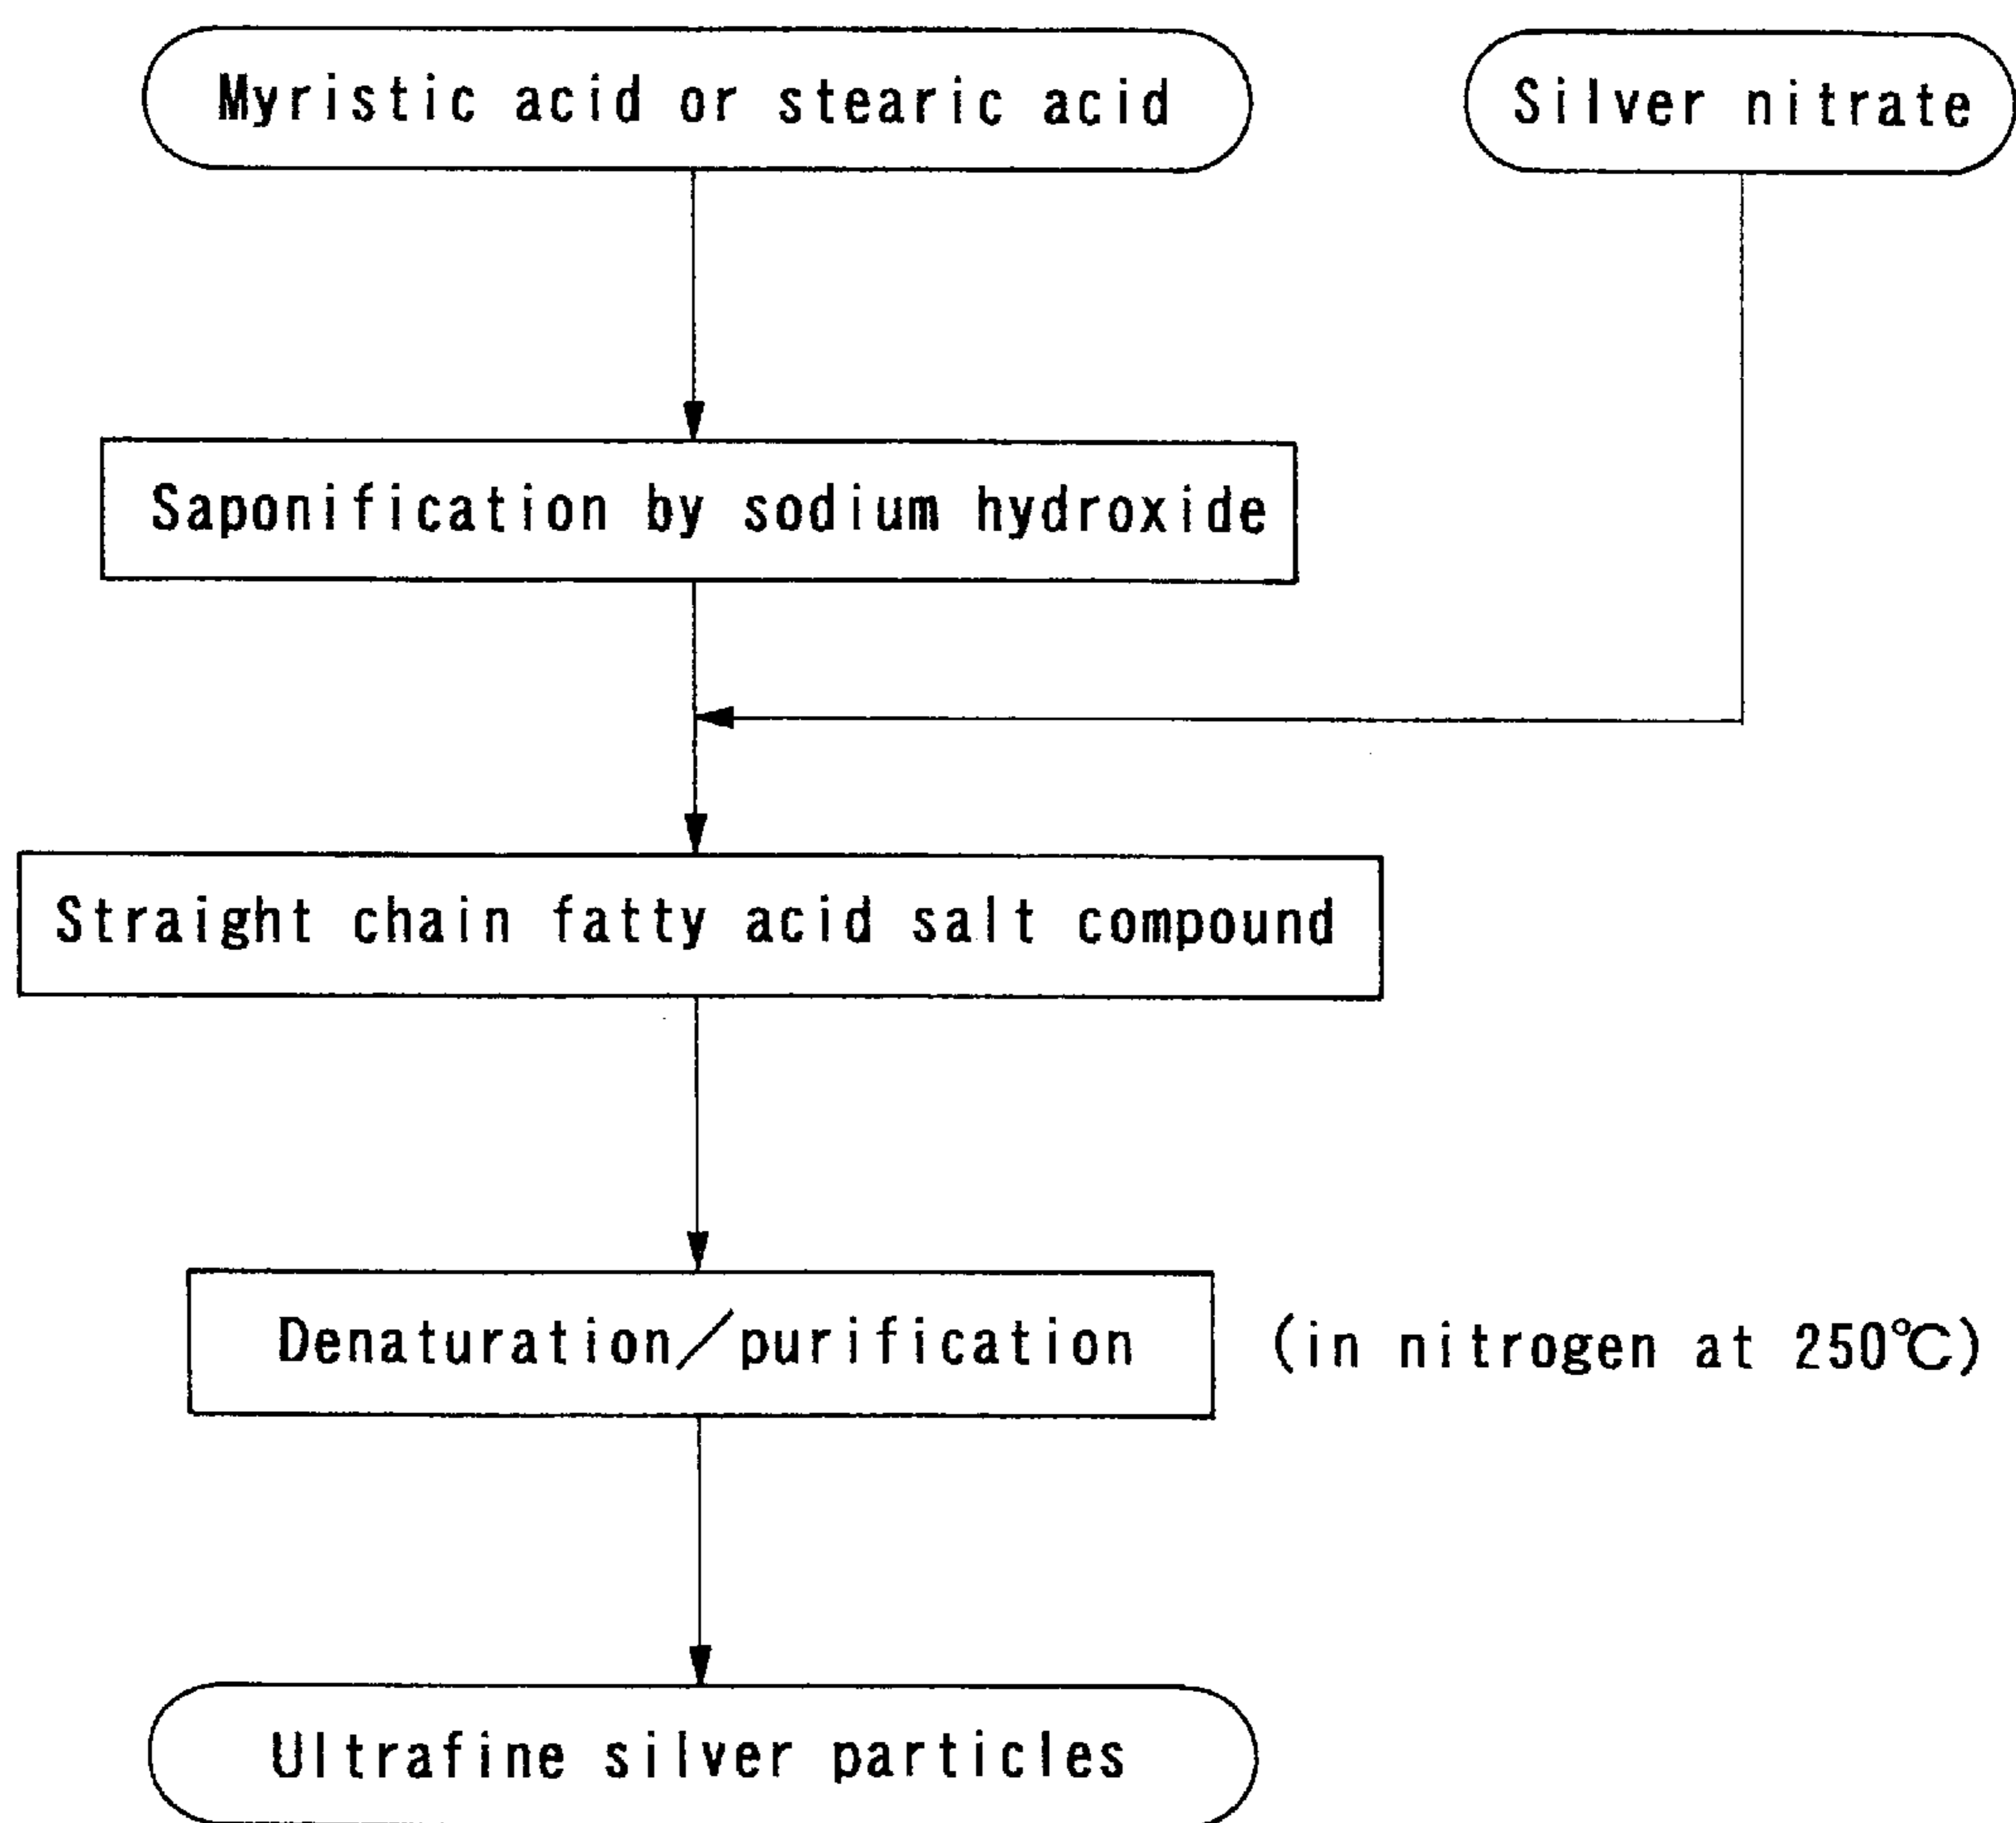 Myristic acid or stearic acid
Silver nitrate
Saponification by sodium hydroxide
Straight chain fatty acid salt compound
Denaturation/purification
(in nitrogen at 250℃)
Ultrafine silver particles